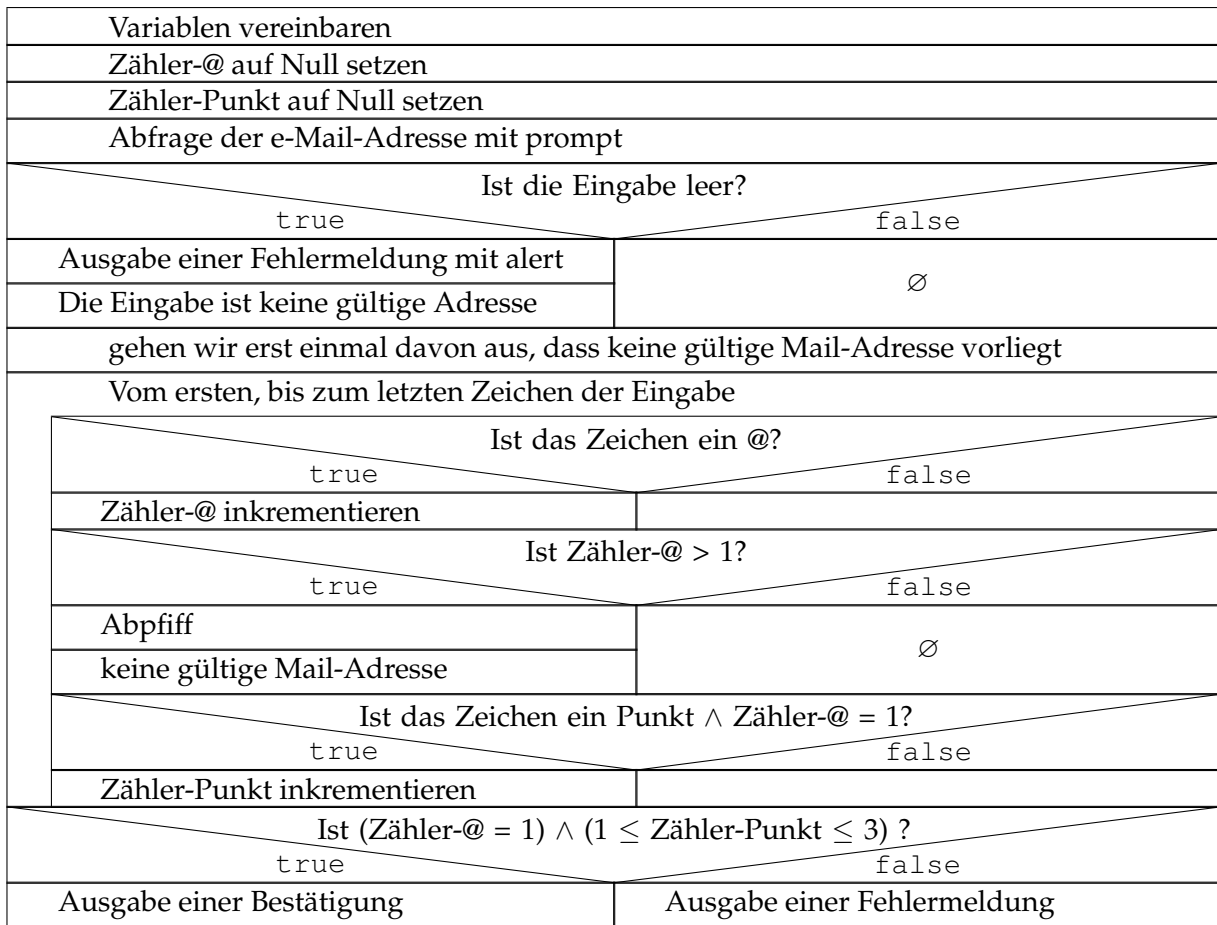 Variablen vereinbaren
Zähler-@ auf Null setzen
Zähler-Punkt auf Null setzen
Abfrage der e-Mail-Adresse mit prompt
Ist die Eingabe leer?
true false
Ausgabe einer Fehlermeldung mit alert
∅
Die Eingabe ist keine gültige Adresse
gehen wir erst einmal davon aus, dass keine gültige Mail-Adresse vorliegt
Vom ersten, bis zum letzten Zeichen der Eingabe
Ist das Zeichen ein @?
true false
Zähler-@ inkrementieren
Ist Zähler-@ > 1?
true false
Abpfiff
∅
keine gültige Mail-Adresse
Ist das Zeichen ein Punkt ∧ Zähler-@ = 1?
true false
Zähler-Punkt inkrementieren
Ist (Zähler-@ = 1) ∧ (1 ≤ Zähler-Punkt ≤ 3) ?
true false
Ausgabe einer Bestätigung Ausgabe einer Fehlermeldung